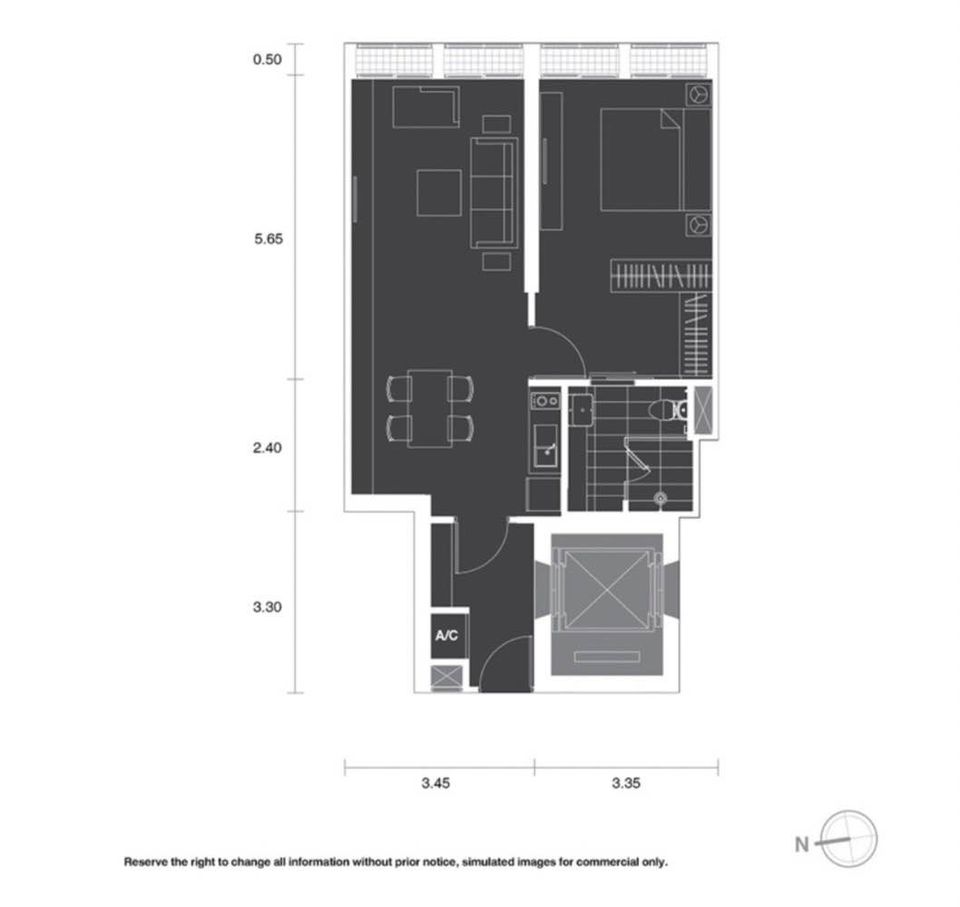 0.50
5.65
2.40
3.30
A/C
3.45
3.35
N
Reserve the right to change all information without prior notice, simulated images for commercial only.